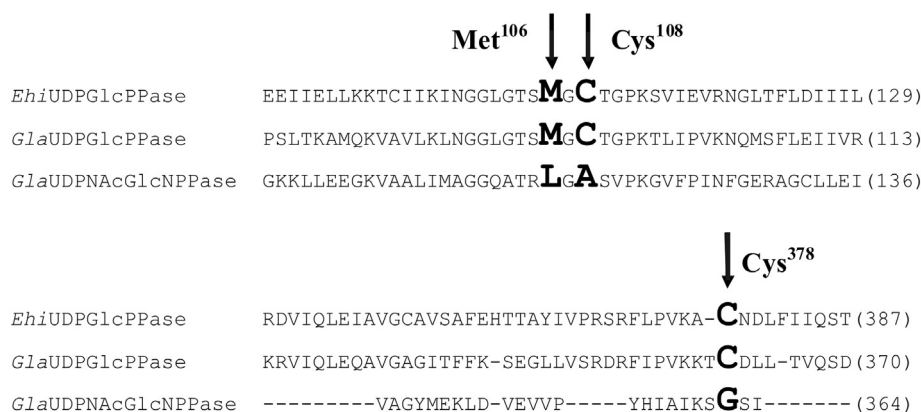 Met106 Cys108
EhiUDPGlcPPase EEIIELLKKTCIIKINGGLGTSMGCTGPKSVIEVRNGLTFLDIIIL(129)
GlaUDPGlcPPase PSLTKAMQKVAVLKLNGGLGTSMGCTGPKTLIPVKNQMSFLEIIVR(113)
GlaUDPNAcGlcNPPase GKKLLEEGKVAALIMAGGQATRLGASVPKGVFPINFGERAGCLLEI(136)
Cys378
EhiUDPGlcPPase RDVIQLEIAVGCAVSAFEHTTAYIVPRSRFLPVKA-CNDLFIIQST(387)
GlaUDPGlcPPase KRVIQLEQAVGAGITFFK-SEGLLVSRDRFIPVKKTCDLL-TVQSD(370)
GlaUDPNAcGlcNPPase ---------VAGYMEKLD-VEVVP-----YHIAIKSGSI-------(364)